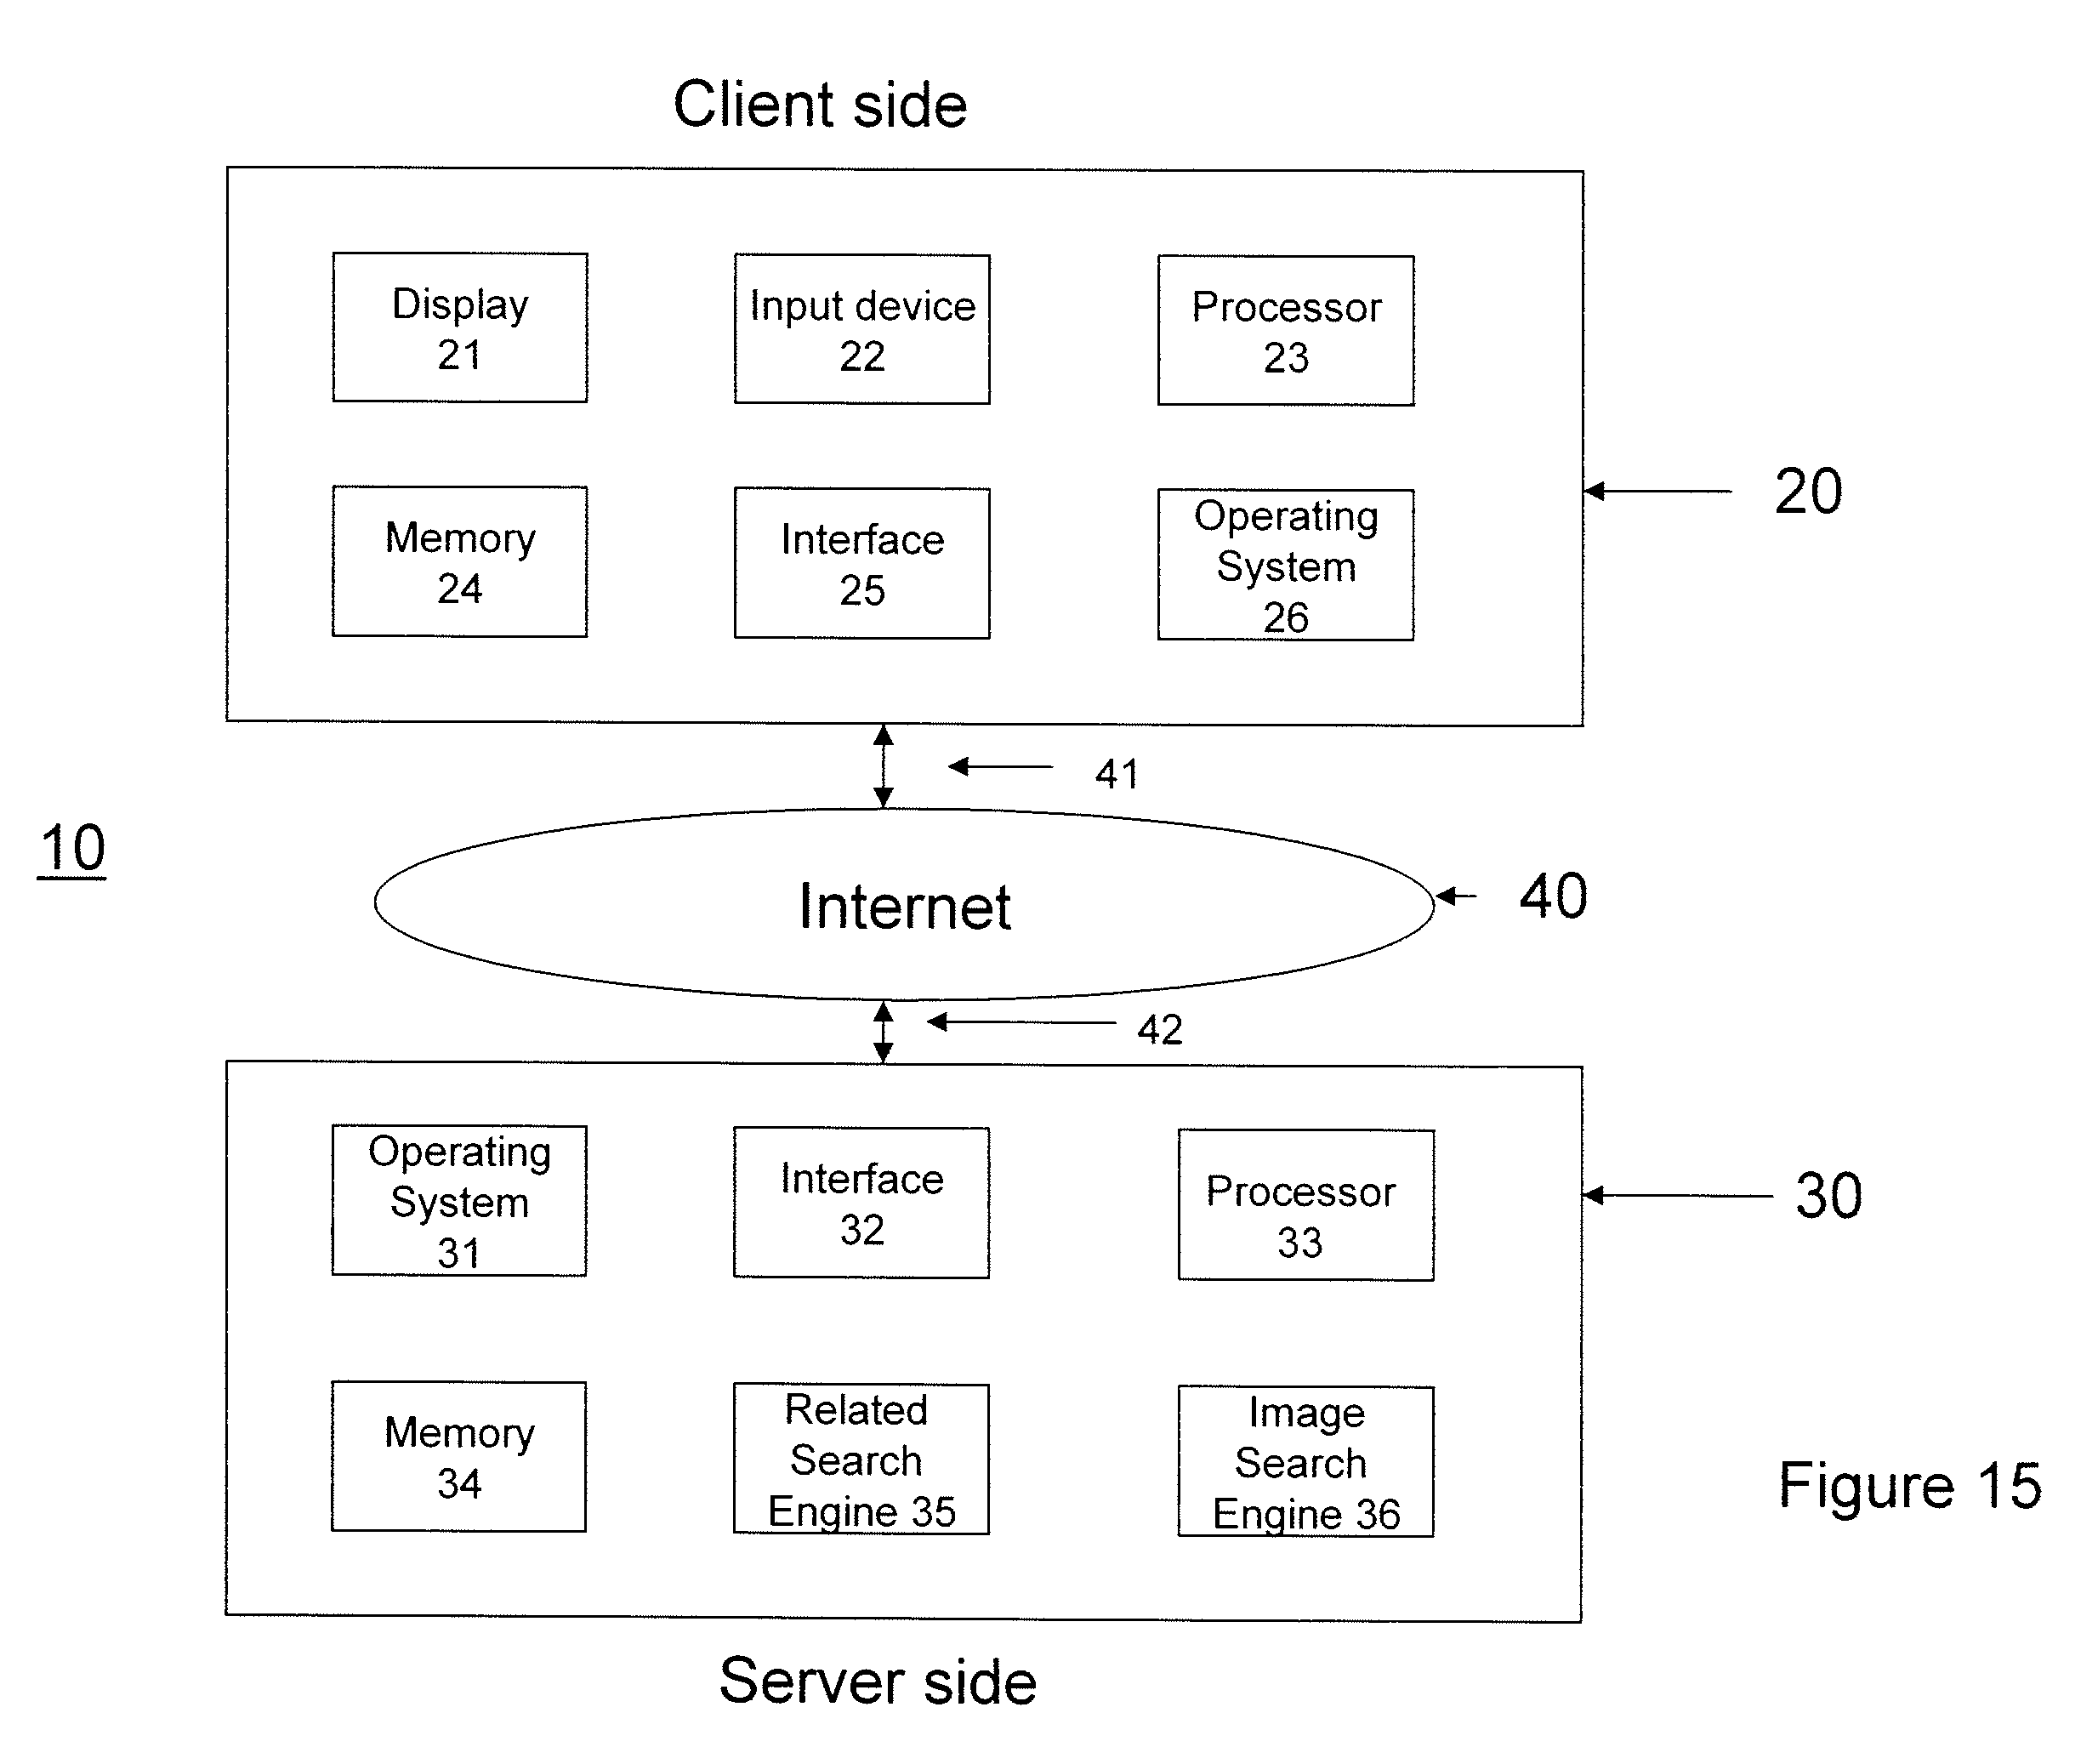 Client side
Display
21
Input device
22
Processor
23
Memory
24
Interface
25
Operating
System
26
20
41
10
Internet
40
42
Operating
System
31
Interface
32
Processor
33
30
Memory
34
Related
Search
Engine 35
Image
Search
Engine 36
Figure 15
Server side